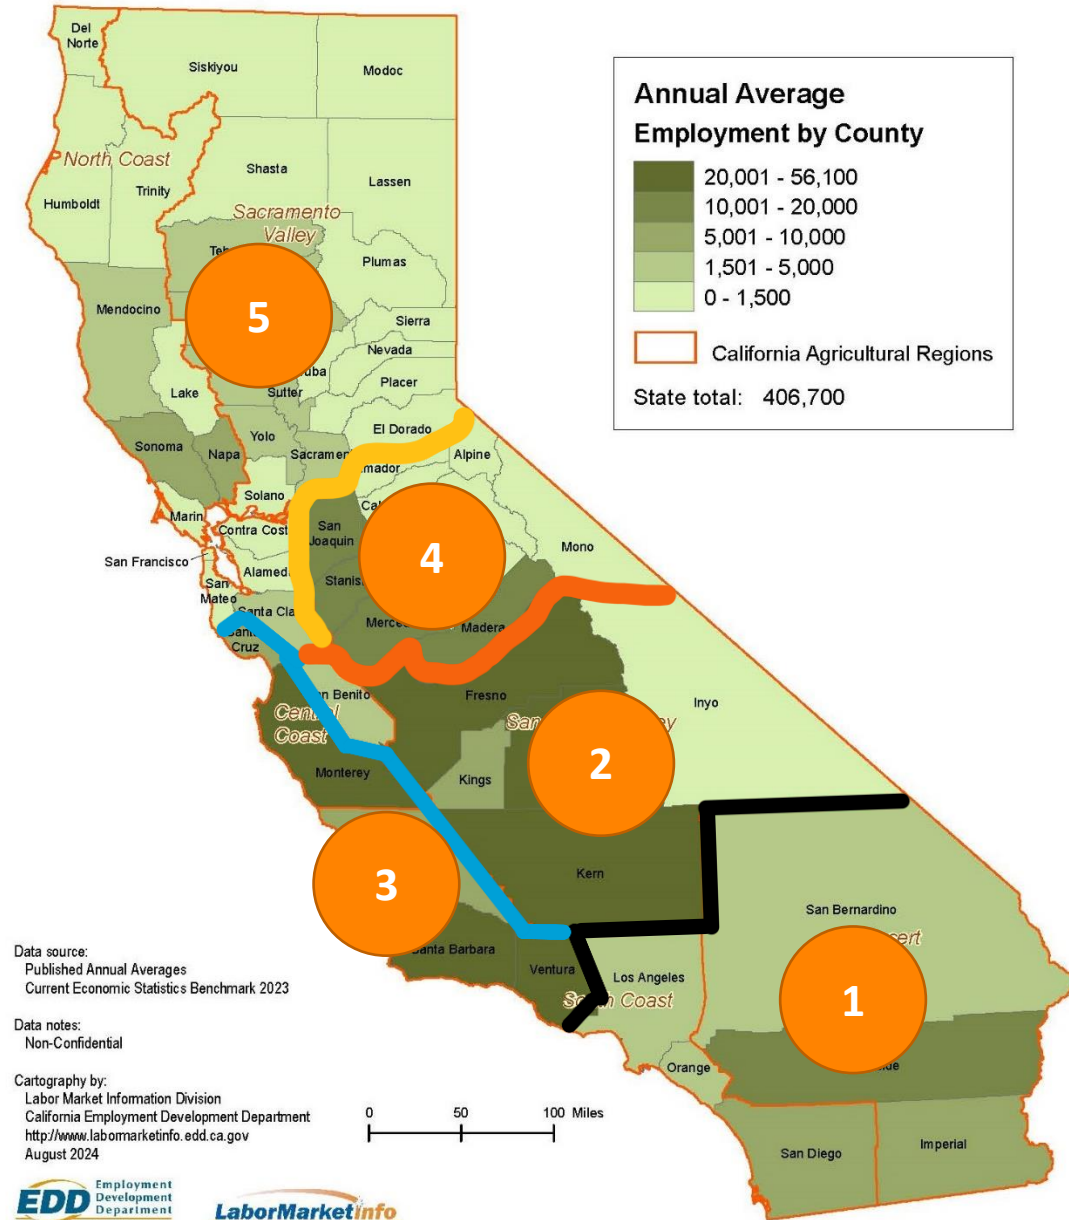 Del
Norte
Siskiyou
Modoc
North Coast
Shasta
Lassen
Trinity
Humboldt
Sacramento
Valley
Plumas
Mendocino
5
Sierra
Nevada
Placer
Lake
Sutter
El Dorado
Yolo
Sonoma
Napa
Alpine
Solano
Marin
San
Joaquin
San Francisco
Mono
4
San
Mateo
Madera
Cruz
Fresno
Inyo
Central
Coast
Monterey
Kings
2
Kern
3
San Bernardino
Ventura
Los Angeles
1
Orange
San Diego
Imperial
Annual Average
Employment by County
20,001 - 56,100
10,001 - 20,000
5,001 - 10,000
1,501 - 5,000
0 - 1,500
California Agricultural Regions
State total: 406,700
Data source:
Published Annual Averages
Current Economic Statistics Benchmark 2023
Data notes:
Non-Confidential
Cartography by:
Labor Market Information Division
California Employment Development Department
http://www.labormarketinfo.edd.ca.gov
August 2024
0 50 100 Miles
EDD Employment
Development
Department
LaborMarketInfo